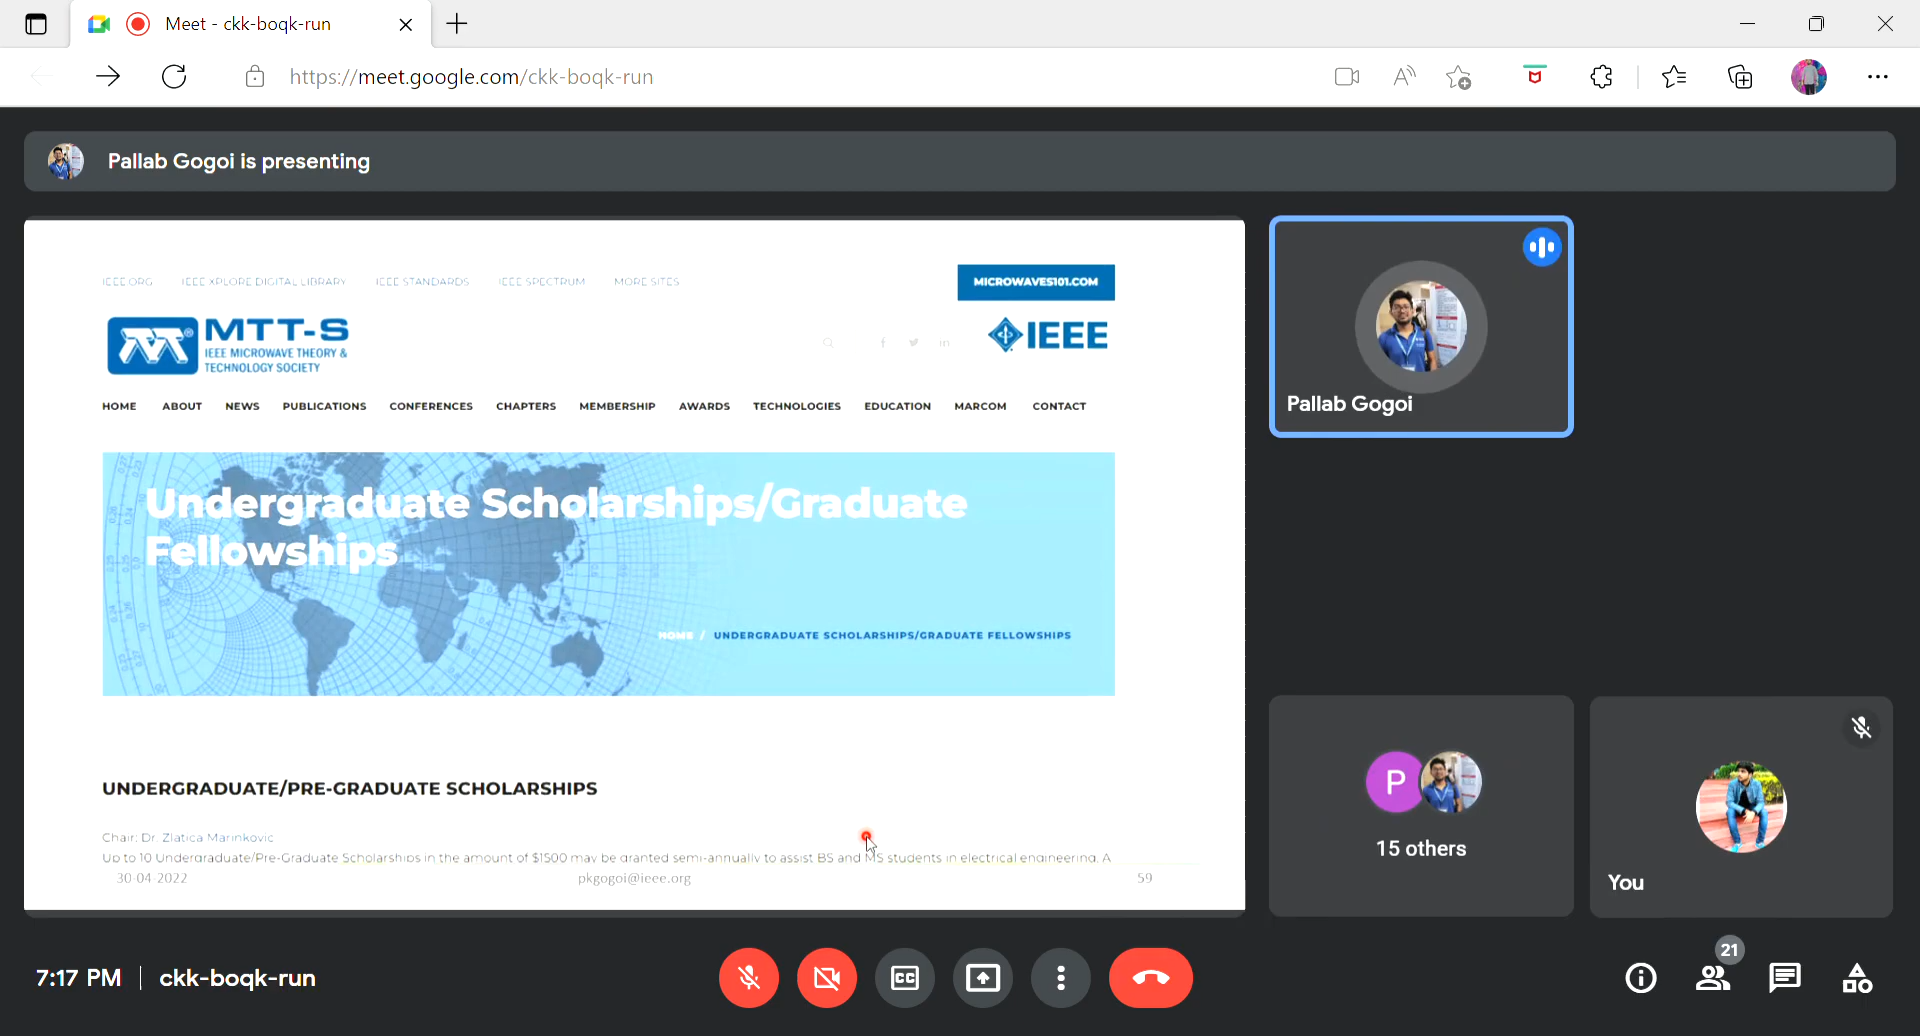 Meet - ckk-boqk-run
https://meet.google.com/ckk-boqk-run
Pallab Gogoi is presenting
IEEE.ORG IEEE XPLORE DIGITAL LIBRARY IEEE STANDARDS IEEE SPECTRUM MORE SITES
MICROWAVES101.COM
MTT-S
IEEE MICROWAVE THEORY &
TECHNOLOGY SOCIETY
IEEE
HOME ABOUT NEWS PUBLICATIONS CONFERENCES CHAPTERS MEMBERSHIP AWARDS TECHNOLOGIES EDUCATION MARCOM CONTACT
Undergraduate Scholarships/Graduate
Fellowships
HOME / UNDERGRADUATE SCHOLARSHIPS/GRADUATE FELLOWSHIPS
UNDERGRADUATE/PRE-GRADUATE SCHOLARSHIPS
Chair: Dr. Zlatica Marinkovic
Up to 10 Undergraduate/Pre-Graduate Scholarships in the amount of $1500 may be granted semi-annually to assist BS and MS students in electrical engineering. A
30-04-2022 pkgogoi@ieee.org 59
Pallab Gogoi
P
15 others
You
7:17 PM | ckk-boqk-run
CC
21